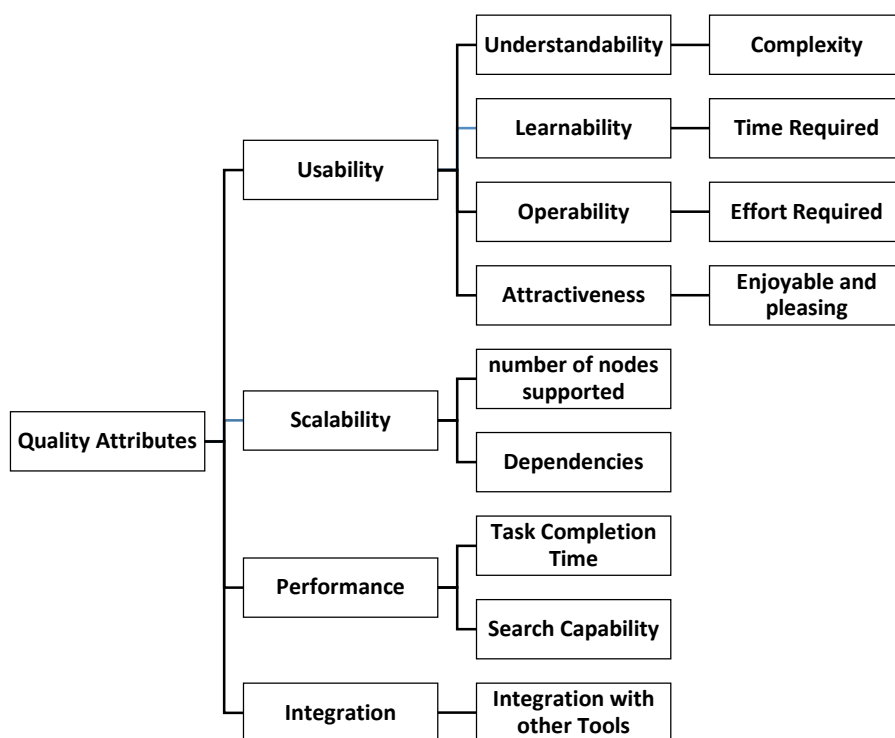 Understandability
Complexity
Learnability
Time Required
Usability
Operability
Effort Required
Attractiveness
Enjoyable and
pleasing
number of nodes
supported
Quality Attributes
Scalability
Dependencies
Task Completion
Time
Performance
Search Capability
Integration
Integration with
other Tools